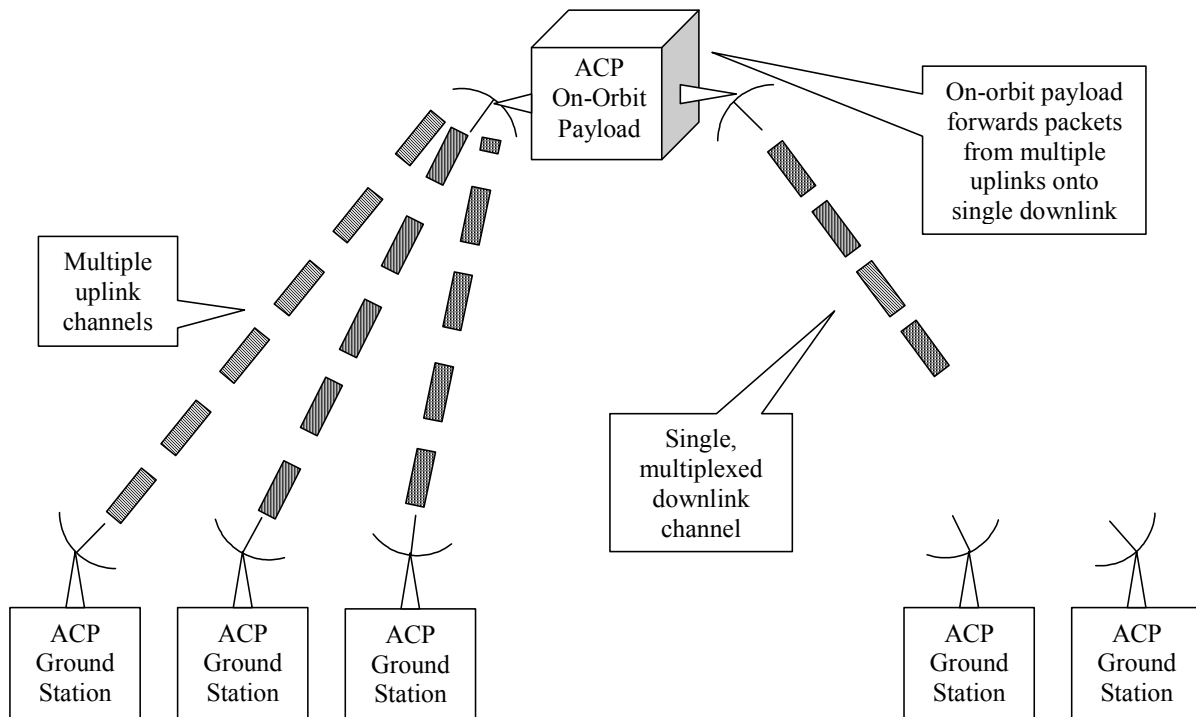 ACP
On-Orbit
Payload
On-orbit payload
forwards packets
from multiple
uplinks onto
single downlink
Multiple
uplink
channels
Single,
multiplexed
downlink
channel
ACP
Ground
Station
ACP
Ground
Station
ACP
Ground
Station
ACP
Ground
Station
ACP
Ground
Station